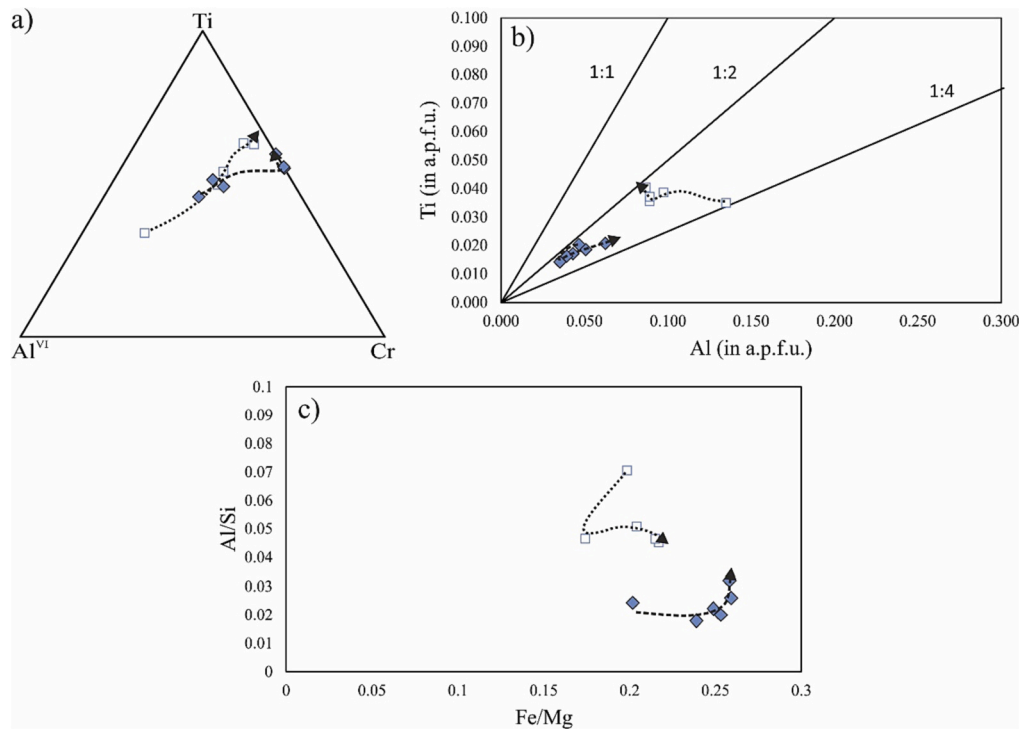 a)
Ti
Al^VI
Cr
b)
0.100
0.090
0.080
0.070
0.060
0.050
0.040
0.030
0.020
0.010
0.000
Ti (in a.p.f.u.)
1:1
1:2
1:4
0.000 0.050 0.100 0.150 0.200 0.250 0.300
Al (in a.p.f.u.)
c)
0.1
0.09
0.08
0.07
0.06
0.05
0.04
0.03
0.02
0.01
0
Al/Si
0 0.05 0.1 0.15 0.2 0.25 0.3
Fe/Mg